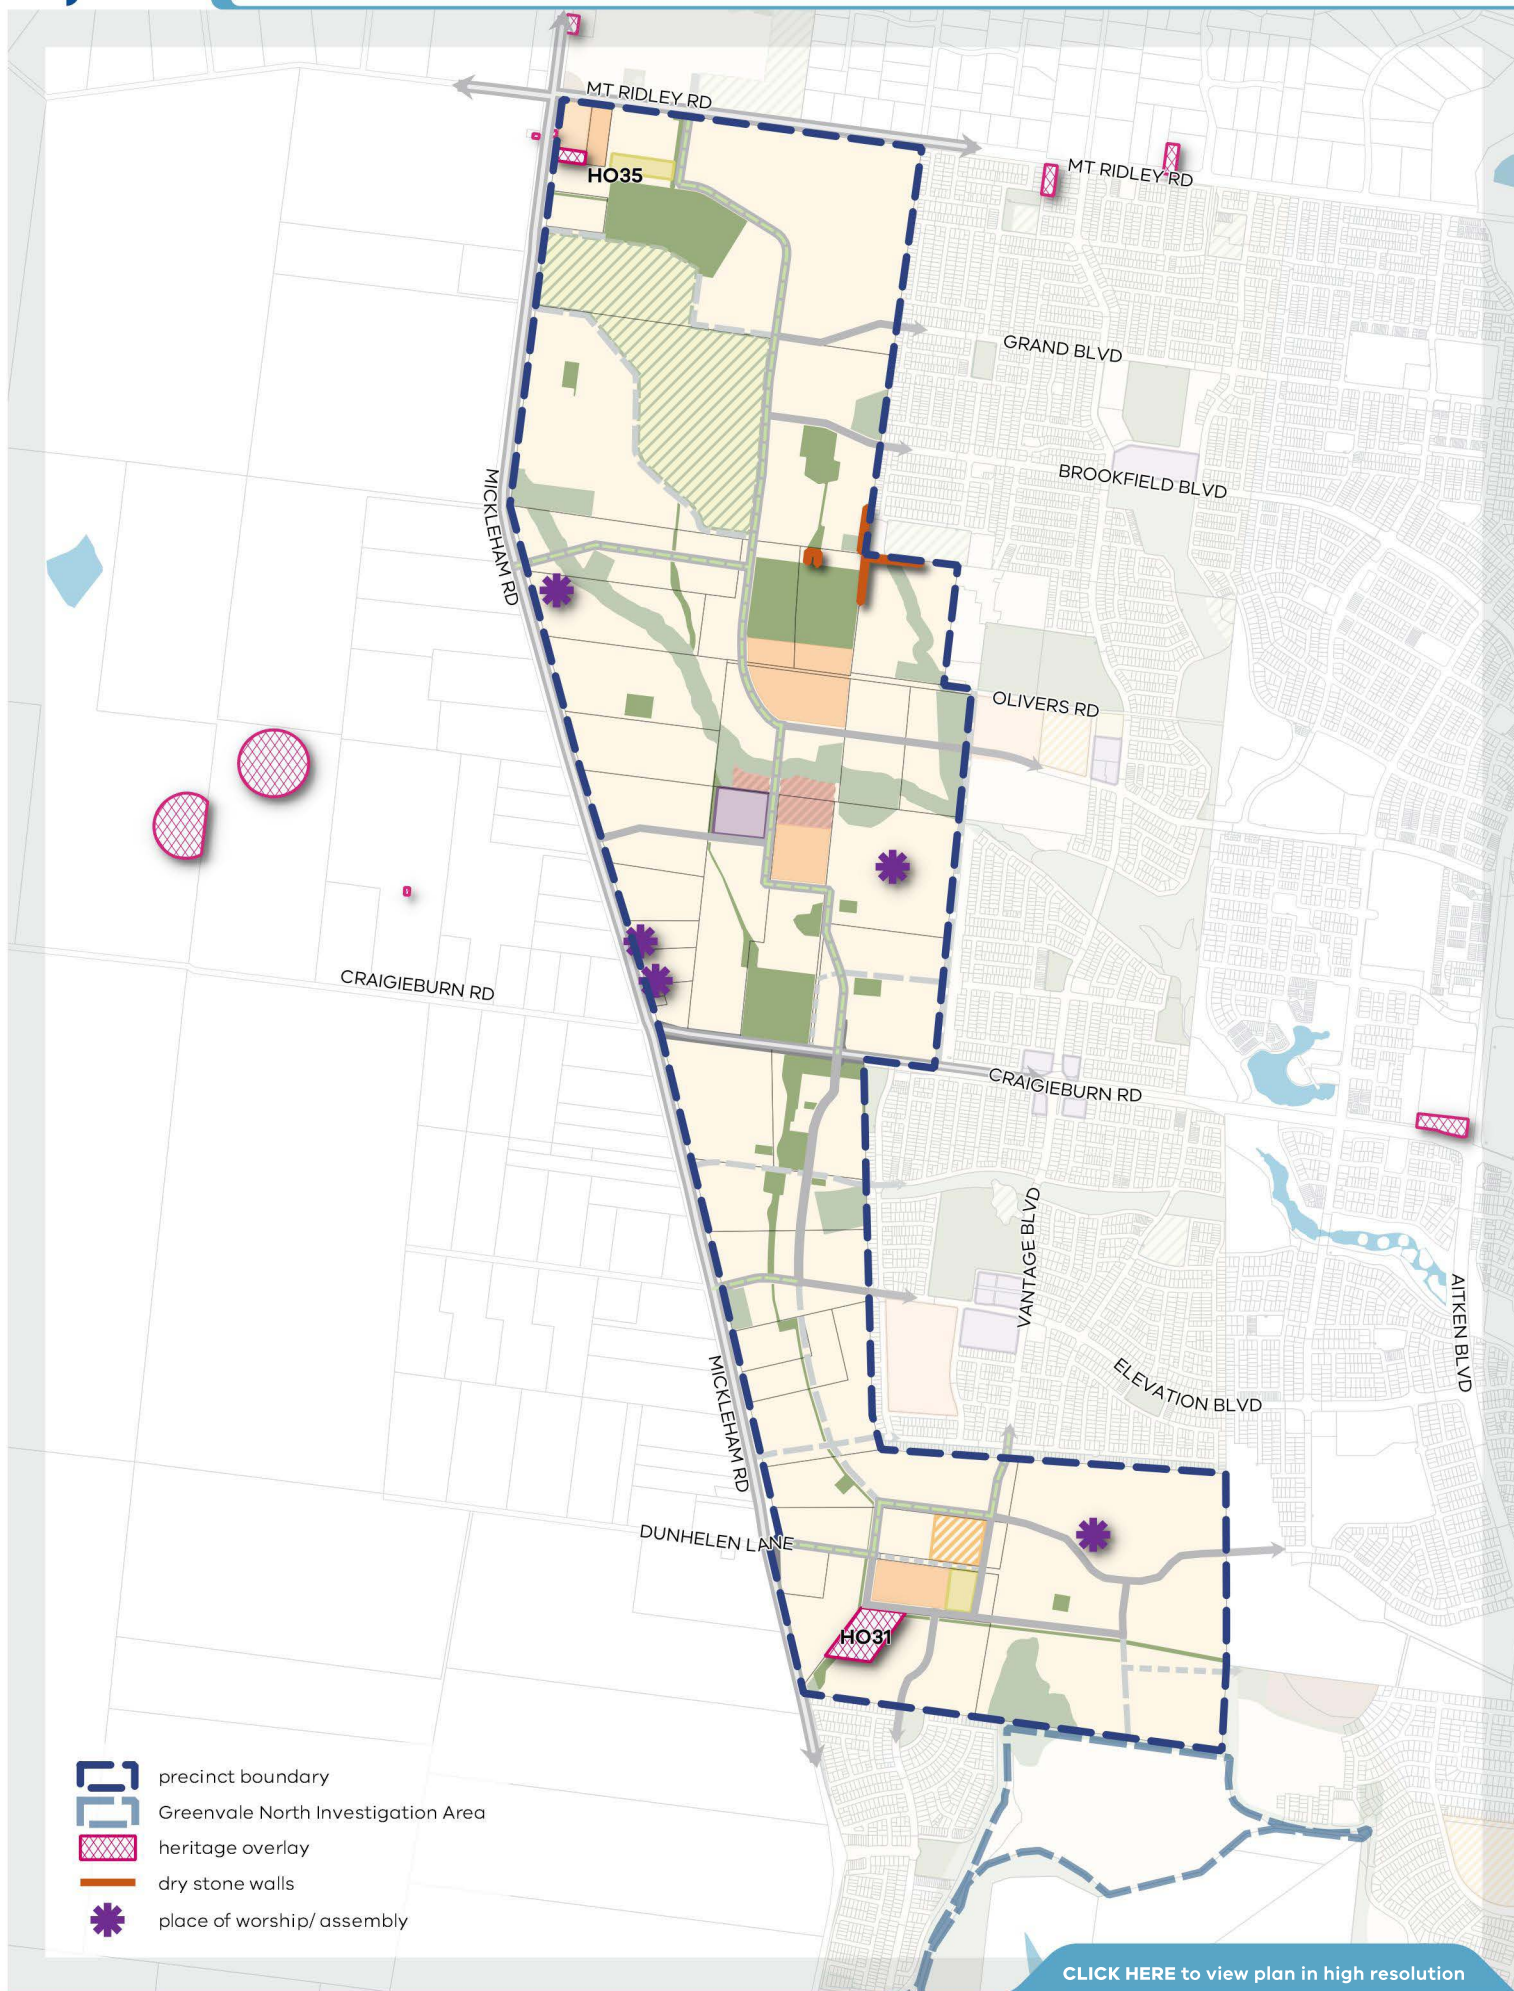 MT RIDLEY RD
HO35
MT RIDLEY RD
GRAND BLVD
BROOKFIELD BLVD
MICKLEHAM RD
OLIVERS RD
CRAIGIEBURN RD
CRAIGIEBURN RD
VANTAGE BLVD
AITKEN BLVD
ELEVATION BLVD
MICKLEHAM RD
DUNHELEN LANE
HO31
precinct boundary
Greenvale North Investigation Area
heritage overlay
dry stone walls
place of worship/ assembly
CLICK HERE to view plan in high resolution